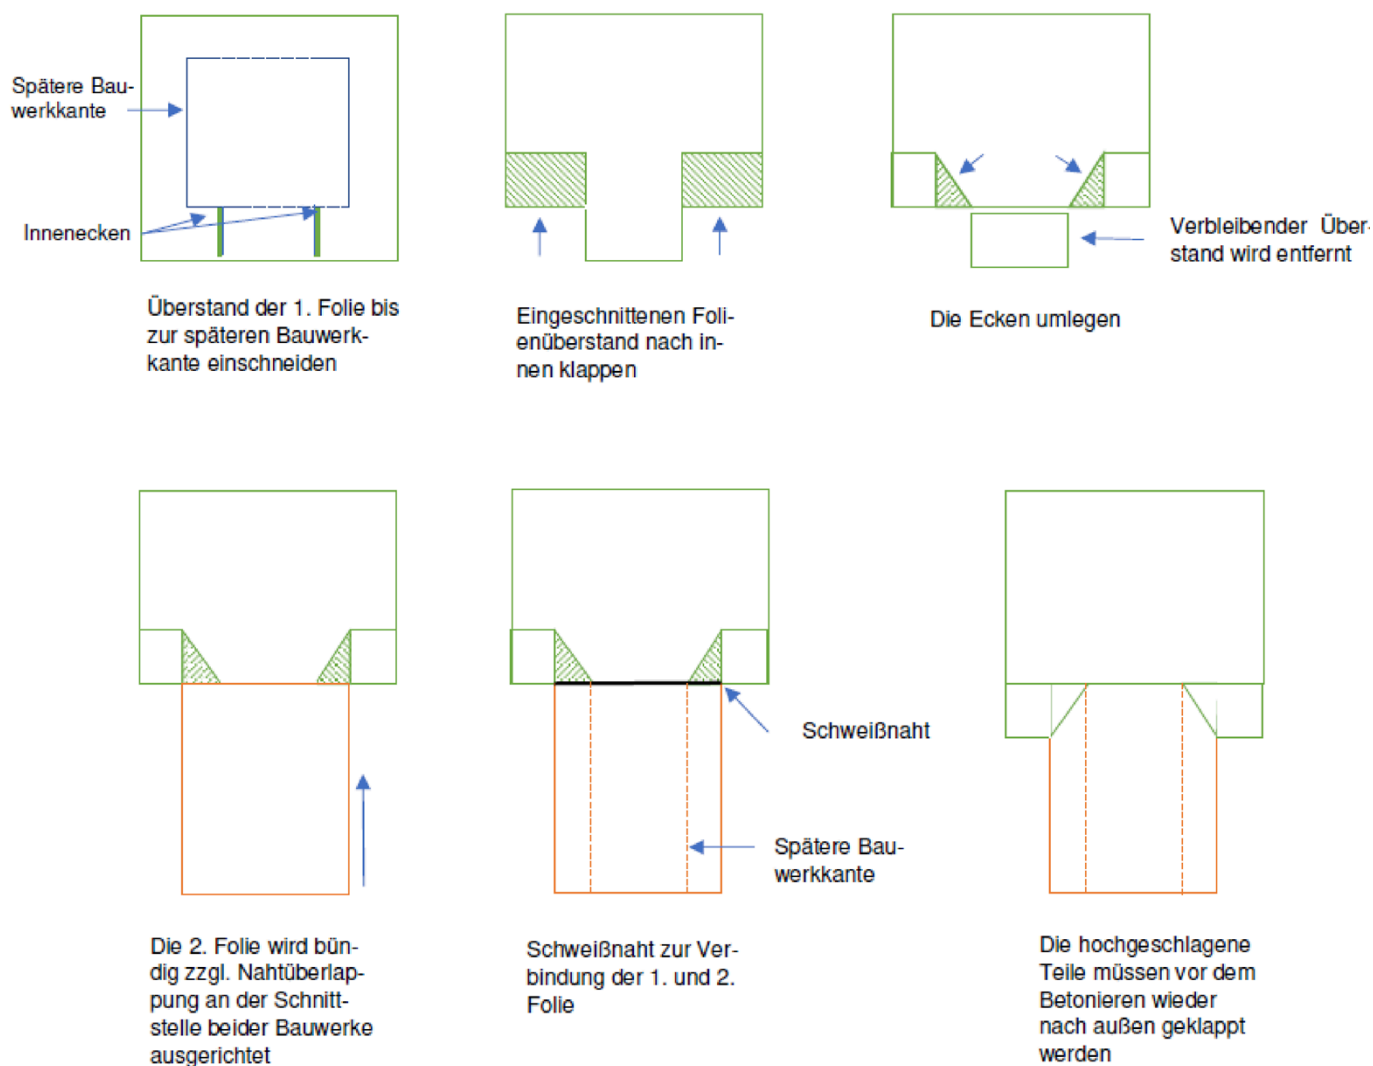 Spätere Bau-
werkkante
Innenecken
Überstand der 1. Folie bis
zur späteren Bauwerk-
kante einschneiden
Eingeschnittenen Foli-
enüberstand nach in-
nen klappen
Verbleibender Über-
stand wird entfernt
Die Ecken umlegen
Die 2. Folie wird bün-
dig zzgl. Nahtüberlap-
pung an der Schnitt-
stelle beider Bauwerke
ausgerichtet
Schweißnaht
Spätere Bau-
werkkante
Schweißnaht zur Ver-
bindung der 1. und 2.
Folie
Die hochgeschlagene
Teile müssen vor dem
Betonieren wieder
nach außen geklappt
werden